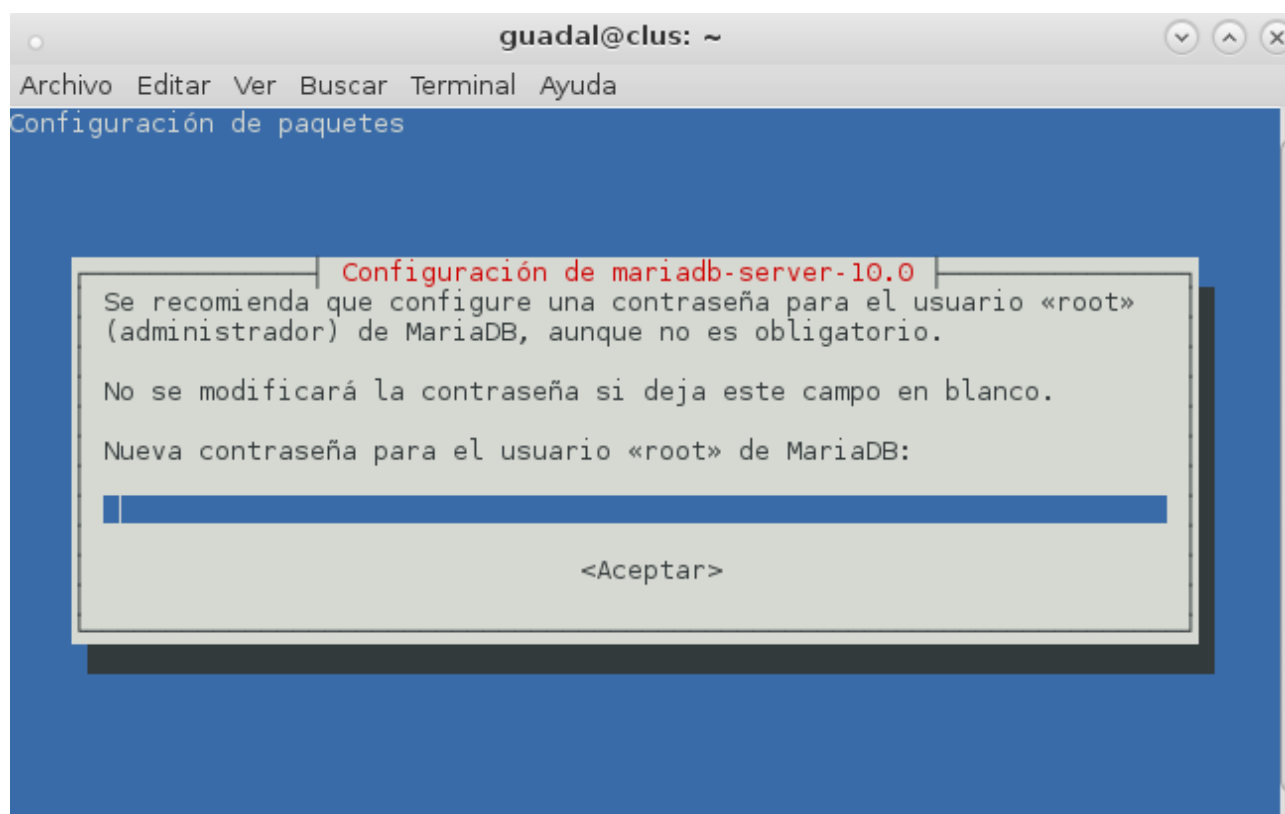 guadal@clus: ~
Archivo Editar Ver Buscar Terminal Ayuda
Configuración de paquetes
Configuración de mariadb-server-10.0
Se recomienda que configure una contraseña para el usuario «root»
(administrador) de MariaDB, aunque no es obligatorio.
No se modificará la contraseña si deja este campo en blanco.
Nueva contraseña para el usuario «root» de MariaDB:
<Aceptar>